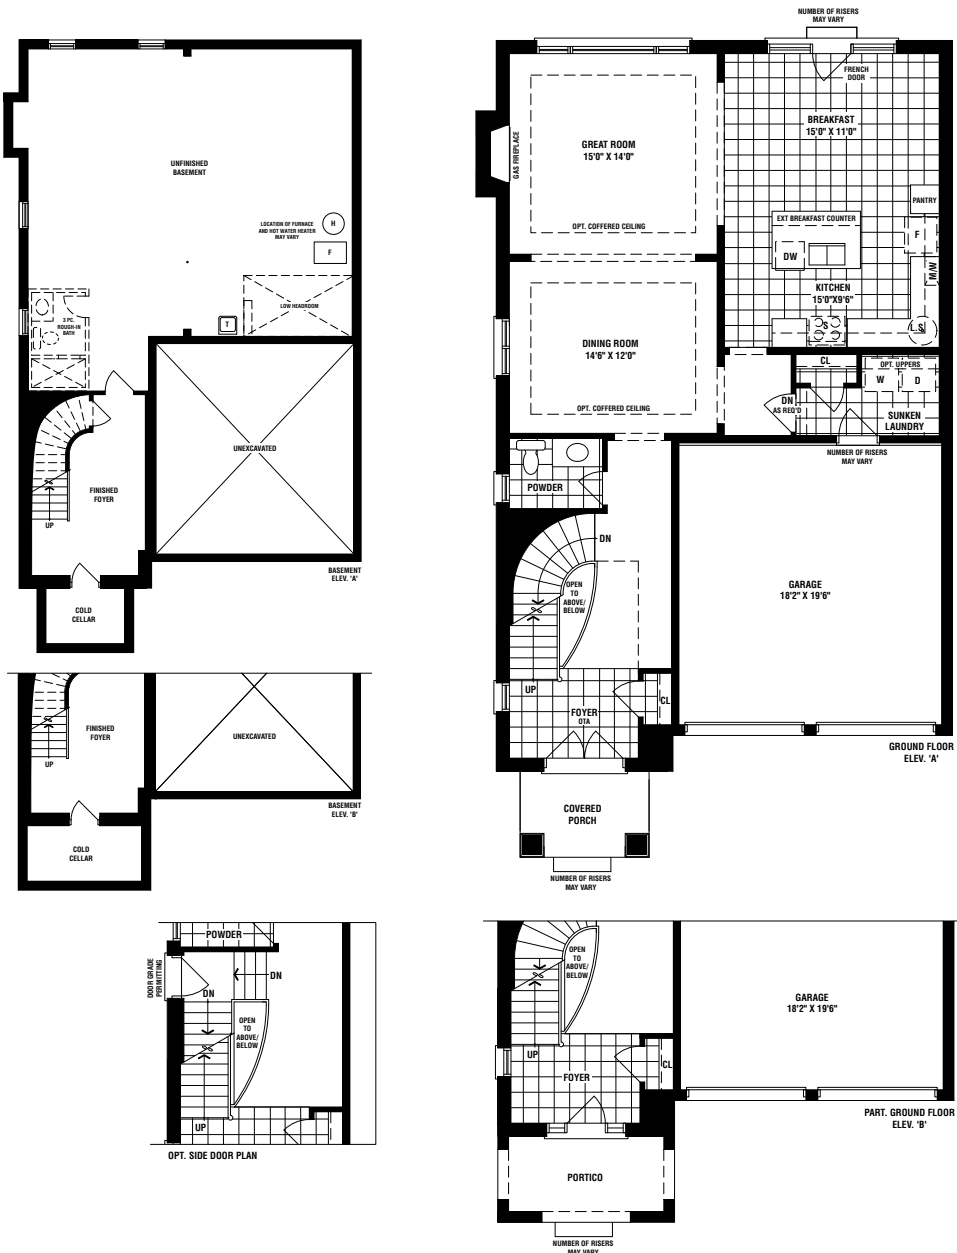 UNFINISHED
BASEMENT
LOCATION OF FURNACE
AND HOT WATER HEATER
MAY VARY
H
F
LOW HEADROOM
3 PC.
ROUGH-IN
BATH
T
UNEXCAVATED
FINISHED
FOYER
UP
COLD
CELLAR
BASEMENT
ELEV. 'A'
FINISHED
FOYER
UP
UNEXCAVATED
COLD
CELLAR
BASEMENT
ELEV. 'B'
POWDER
DOOR GRADE
PERMITTING
DN
DN
OPEN
TO
ABOVE/
BELOW
UP
OPT. SIDE DOOR PLAN
NUMBER OF RISERS
MAY VARY
FRENCH
DOOR
GREAT ROOM
15'0" X 14'0"
GAS FIREPLACE
OPT. COFFERED CEILING
BREAKFAST
15'0" X 11'0"
PANTRY
EXT BREAKFAST COUNTER
F
DW
M/W
KITCHEN
15'0"X9'6"
S
S
DINING ROOM
14'6" X 12'0"
OPT. COFFERED CEILING
CL
OPT. UPPERS
W
D
DN
AS REQ'D
SUNKEN
LAUNDRY
NUMBER OF RISERS
MAY VARY
POWDER
DN
OPEN
TO
ABOVE/
BELOW
UP
GARAGE
18'2" X 19'6"
CL
FOYER
OTA
GROUND FLOOR
ELEV. 'A'
COVERED
PORCH
NUMBER OF RISERS
MAY VARY
OPEN
TO
ABOVE/
BELOW
UP
GARAGE
18'2" X 19'6"
FOYER
CL
PART. GROUND FLOOR
ELEV. 'B'
PORTICO
NUMBER OF RISERS
MAY VARY